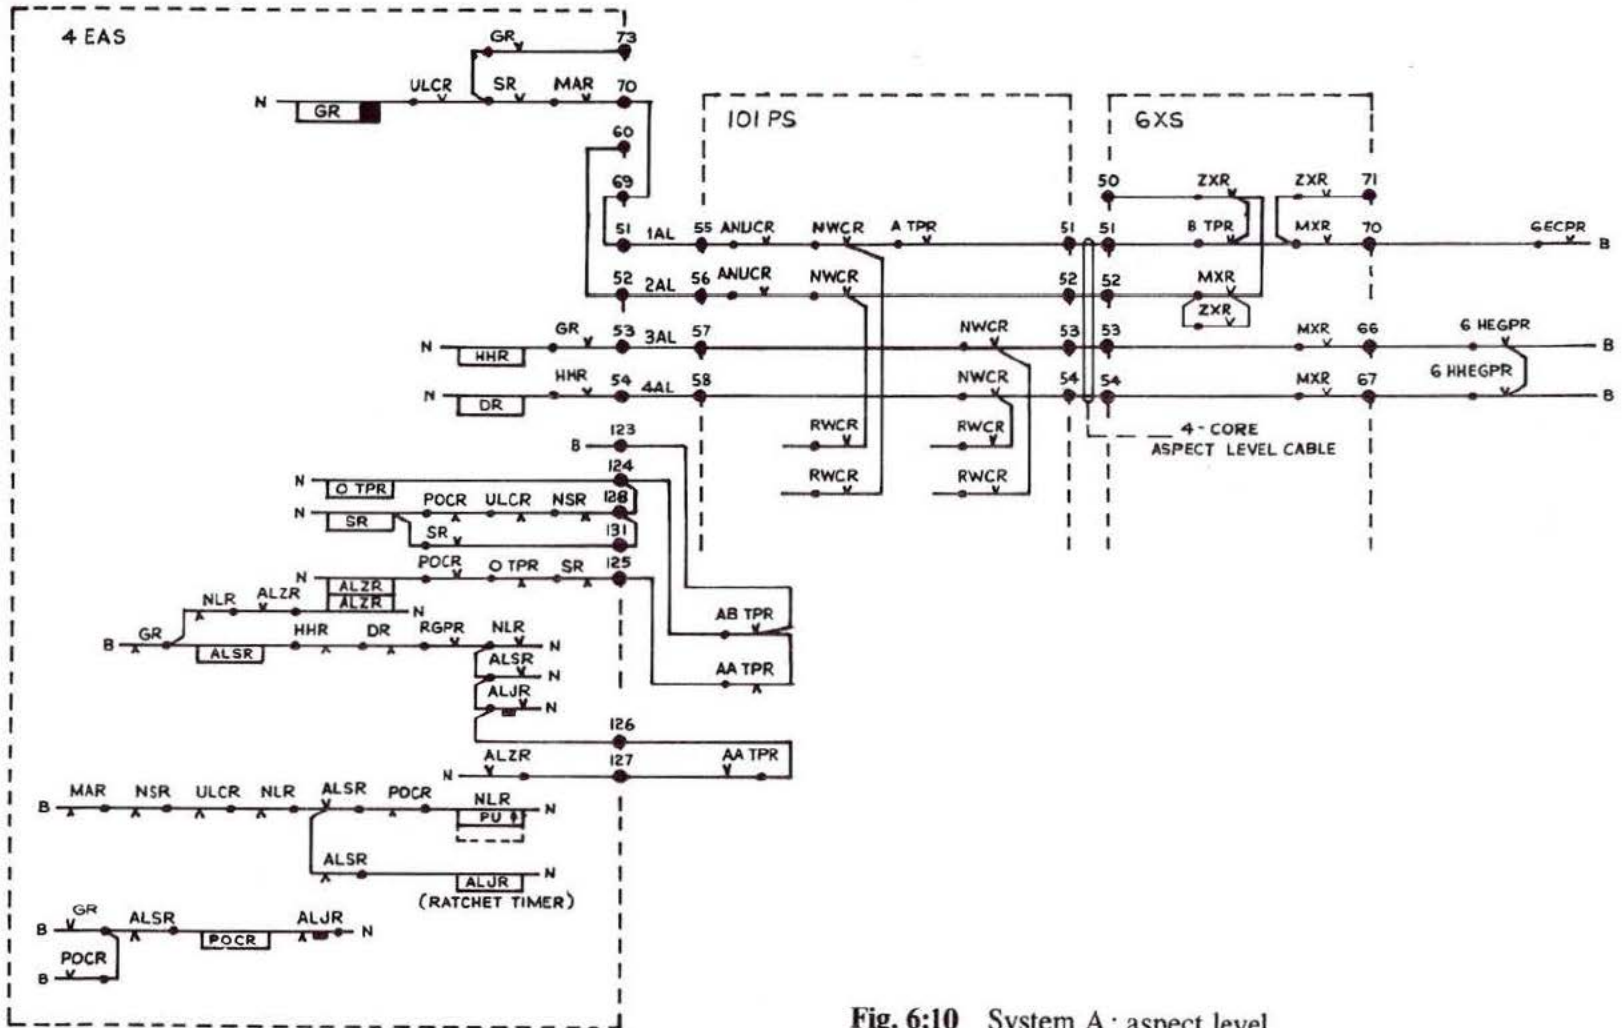 4 EAS
GR 73
N GR ULCR SR MAR 70
60
69
101 PS
6XS
50 ZXR ZXR 71
51 1AL 55 ANUCR NWCR A TPR 51 51 B TPR MXR 70 6ECPR B
52 2AL 56 ANUCR NWCR 52 52 MXR
ZXR
N HHR GR 53 3AL 57 NWCR 53 53 MXR 66 6 HEGPR B
N DR HHR 54 4AL 58 NWCR 54 54 MXR 67 6 HHEGPR B
RWCR RWCR
RWCR RWCR
4-CORE
ASPECT LEVEL CABLE
B 123
N O TPR 124
N SR POCR ULCR NSR 128
SR 131
N ALZR POCR O TPR SR 125
NLR ALZR ALZR N
B GR ALSR HHR DR RGPR NLR N
ALSR N
ALJR N
AB TPR
AA TPR
126
N ALZR 127 AA TPR
B MAR NSR ULCR NLR ALSR POCR NLR N
PU
ALSR ALJR N
(RATCHET TIMER)
B GR ALSR POCR ALJR N
B POCR
Fig. 6:10 System A: aspect level